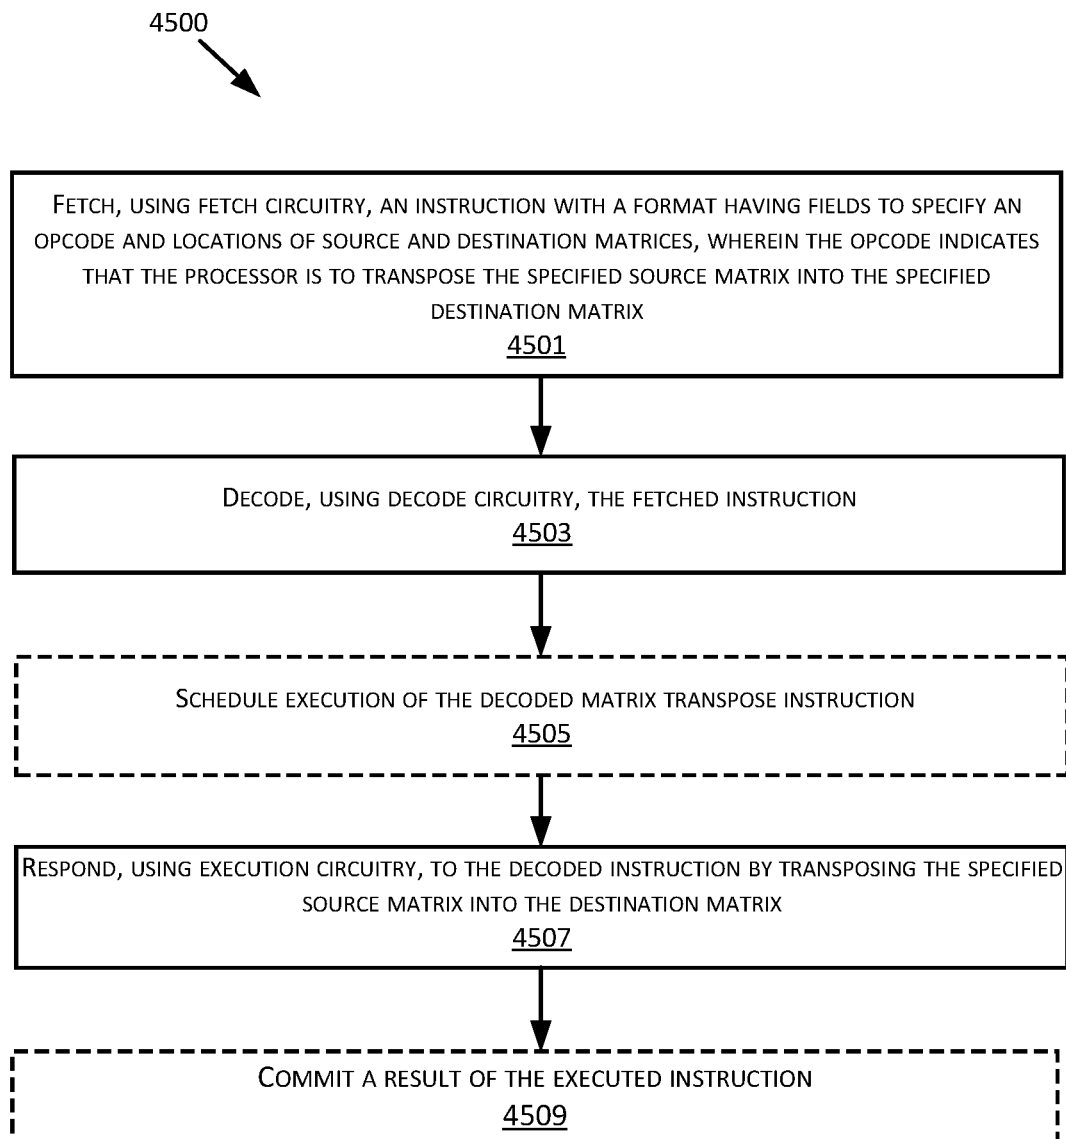 4500
FETCH, USING FETCH CIRCUITRY, AN INSTRUCTION WITH A FORMAT HAVING FIELDS TO SPECIFY AN
OPCODE AND LOCATIONS OF SOURCE AND DESTINATION MATRICES, WHEREIN THE OPCODE INDICATES
THAT THE PROCESSOR IS TO TRANSPOSE THE SPECIFIED SOURCE MATRIX INTO THE SPECIFIED
DESTINATION MATRIX
4501
DECODE, USING DECODE CIRCUITRY, THE FETCHED INSTRUCTION
4503
SCHEDULE EXECUTION OF THE DECODED MATRIX TRANSPOSE INSTRUCTION
4505
RESPOND, USING EXECUTION CIRCUITRY, TO THE DECODED INSTRUCTION BY TRANSPOSING THE SPECIFIED
SOURCE MATRIX INTO THE DESTINATION MATRIX
4507
COMMIT A RESULT OF THE EXECUTED INSTRUCTION
4509